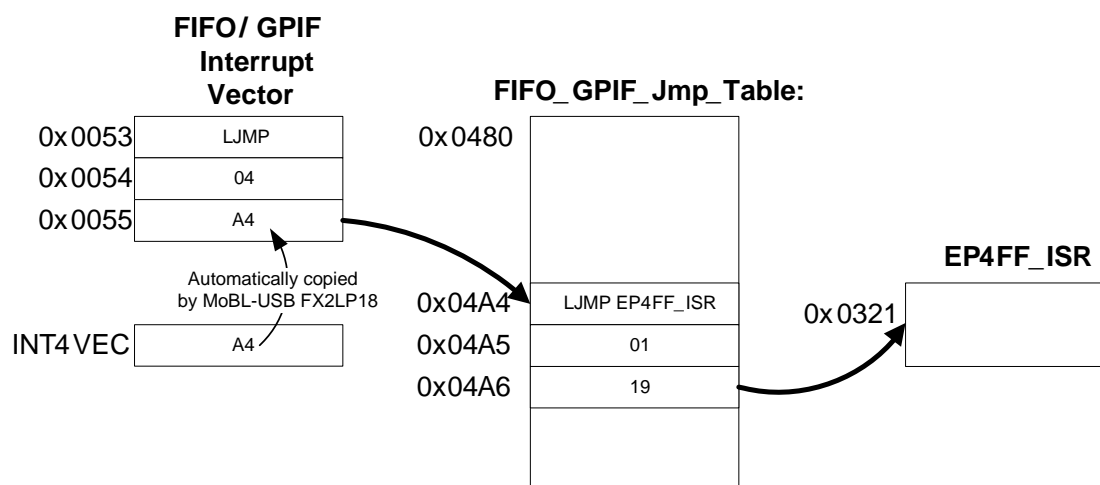 FIFO/ GPIF
Interrupt
Vector
0x0053
LJMP
0x0054
04
0x0055
A4
Automatically copied
by MoBL-USB FX2LP18
INT4VEC
A4
FIFO_GPIF_Jmp_Table:
0x0480
0x04A4
LJMP EP4FF_ISR
0x04A5
01
0x04A6
19
EP4FF_ISR
0x0321